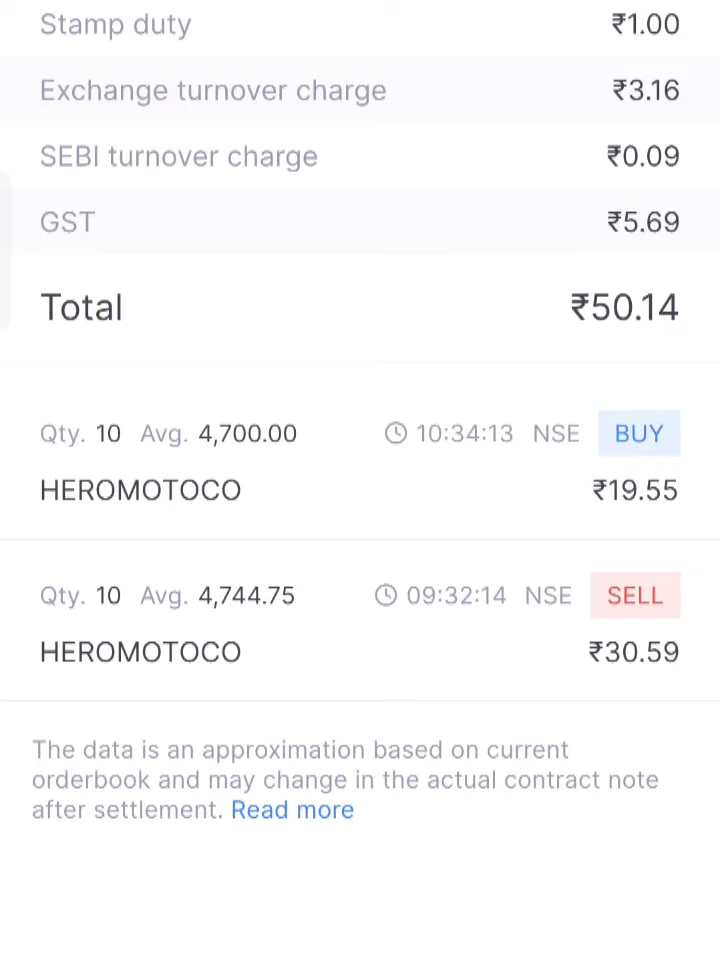 Stamp duty ₹1.00
Exchange turnover charge ₹3.16
SEBI turnover charge ₹0.09
GST ₹5.69
Total ₹50.14
Qty. 10 Avg. 4,700.00 10:34:13 NSE BUY
HEROMOTOCO ₹19.55
Qty. 10 Avg. 4,744.75 09:32:14 NSE SELL
HEROMOTOCO ₹30.59
The data is an approximation based on current
orderbook and may change in the actual contract note
after settlement. Read more